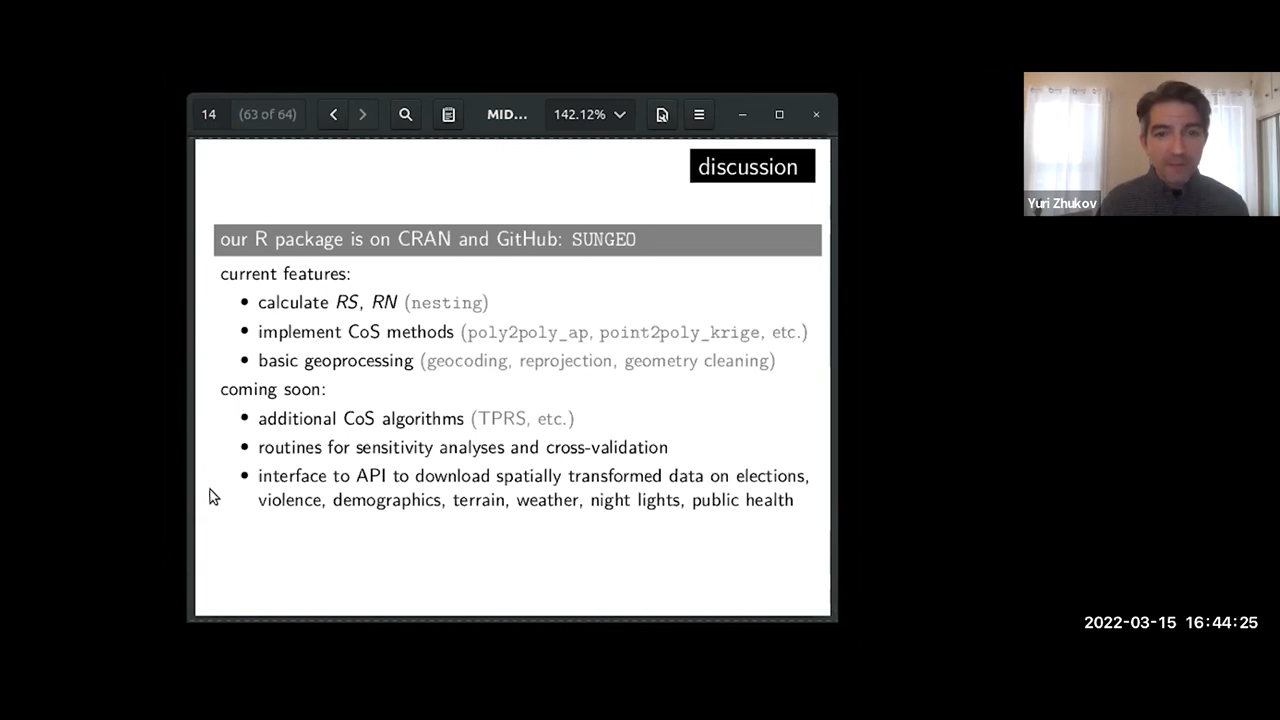 14 (63 of 64) MID... 142.12%
discussion
our R package is on CRAN and GitHub: SUNGEO
current features:
• calculate RS, RN (nesting)
• implement CoS methods (poly2poly_ap, point2poly_krige, etc.)
• basic geoprocessing (geocoding, reprojection, geometry cleaning)
coming soon:
• additional CoS algorithms (TPRS, etc.)
• routines for sensitivity analyses and cross-validation
• interface to API to download spatially transformed data on elections,
violence, demographics, terrain, weather, night lights, public health
Yuri Zhukov
2022-03-15 16:44:25